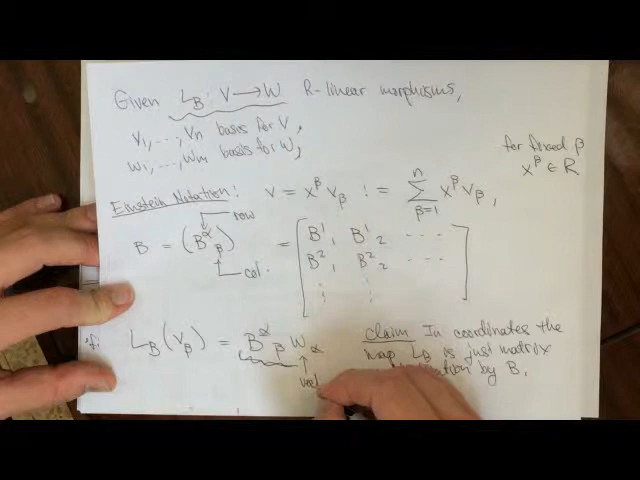 Given L_B : V → W R-linear morphisms,
v_1, ..., v_n basis for V,
w_1, ..., w_m basis for W,
for fixed β
x^β ∈ R
Einstein Notation: v = x^β v_β := \sum_{β=1}^{n} x^β v_β,
row
B = (B^α_β) = [ B^1_1 B^1_2 ...
B^2_1 B^2_2 ...
⋮ ⋮ ]
col.
L_B(v_β) = B^α_β w_α
Claim In coordinates the
map L_B is just matrix
by B.